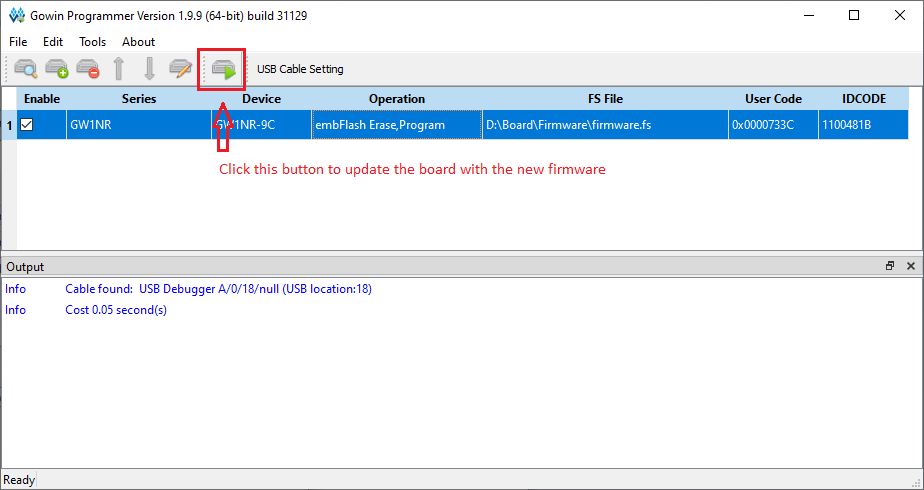 Gowin Programmer Version 1.9.9 (64-bit) build 31129
File Edit Tools About
USB Cable Setting
Enable Series Device Operation FS File User Code IDCODE
1 GW1NR GW1NR-9C embFlash Erase,Program D:\Board\Firmware\firmware.fs 0x0000733C 1100481B
Click this button to update the board with the new firmware
Output
Info Cable found: USB Debugger A/0/18/null (USB location:18)
Info Cost 0.05 second(s)
Ready